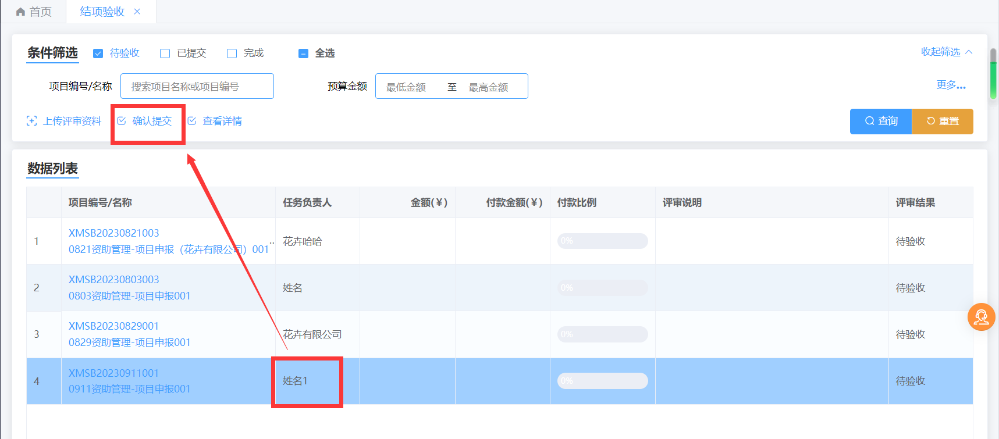 首页 结项验收
条件筛选 待验收 已提交 完成 全选 收起筛选
项目编号/名称 搜索项目名称或项目编号 预算金额 最低金额 至 最高金额 更多...
上传评审资料 确认提交 查看详情 查询 重置
数据列表
项目编号/名称 任务负责人 金额(¥) 付款金额(¥) 付款比例 评审说明 评审结果
1 XMSB20230821003 .. 花卉哈哈 0% 待验收
0821资助管理-项目申报（花卉有限公司）001
2 XMSB20230803003 姓名 0% 待验收
0803资助管理-项目申报001
3 XMSB20230829001 花卉有限公司 0% 待验收
0829资助管理-项目申报001
4 XMSB20230911001 姓名1 0% 待验收
0911资助管理-项目申报001